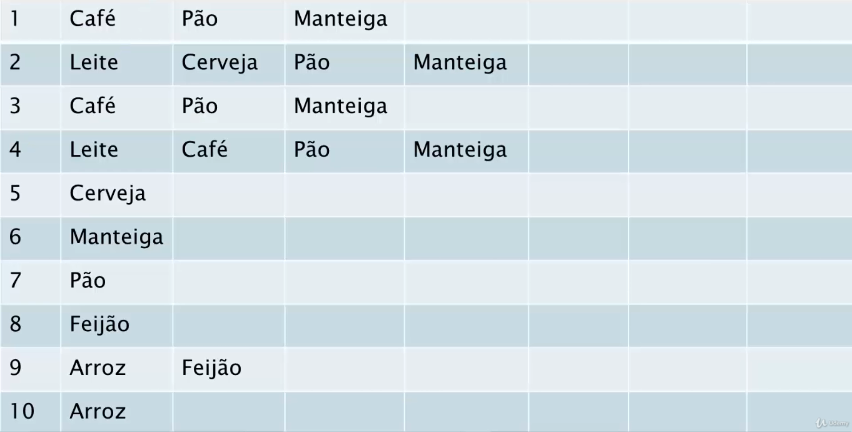 1 Café Pão Manteiga
2 Leite Cerveja Pão Manteiga
3 Café Pão Manteiga
4 Leite Café Pão Manteiga
5 Cerveja
6 Manteiga
7 Pão
8 Feijão
9 Arroz Feijão
10 Arroz
Udemy